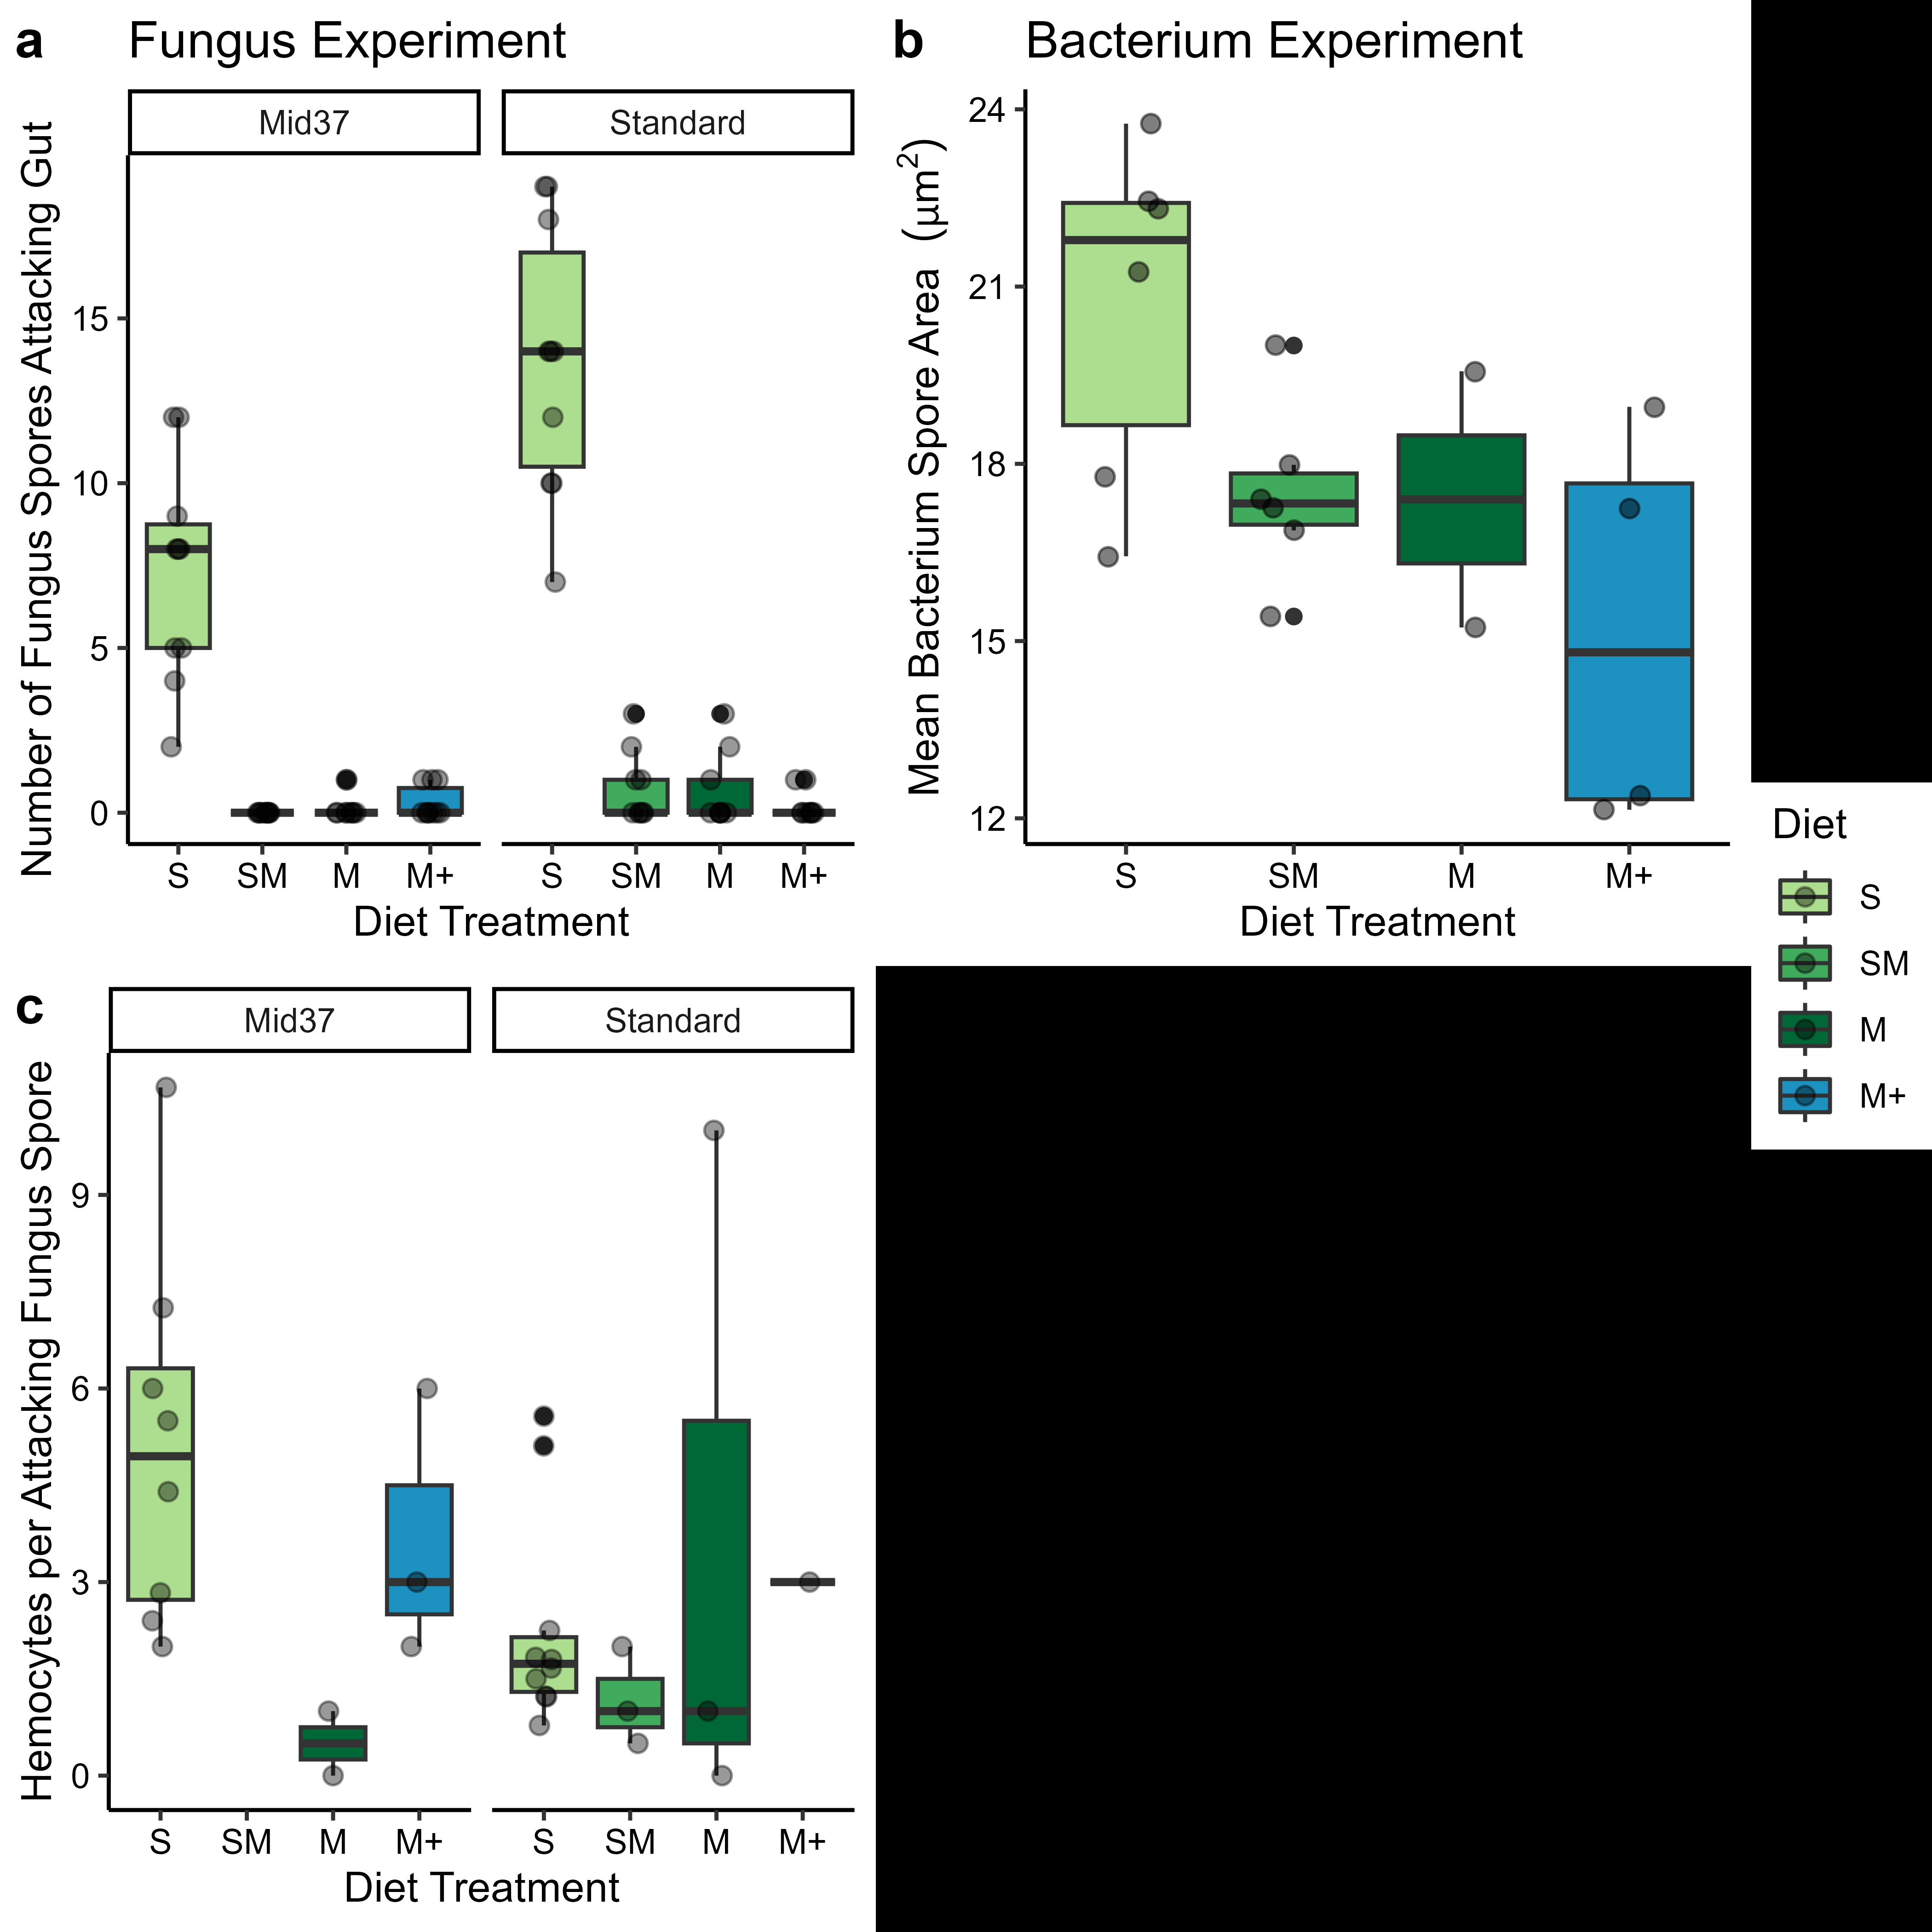 a Fungus Experiment
Mid37 Standard
Number of Fungus Spores Attacking Gut
15
10
5
0
S SM M M+ S SM M M+
Diet Treatment
b Bacterium Experiment
Mean Bacterium Spore Area (µm²)
24
21
18
15
12
S SM M M+
Diet Treatment
Diet
S
SM
M
M+
c
Mid37 Standard
Hemocytes per Attacking Fungus Spore
9
6
3
0
S SM M M+ S SM M M+
Diet Treatment